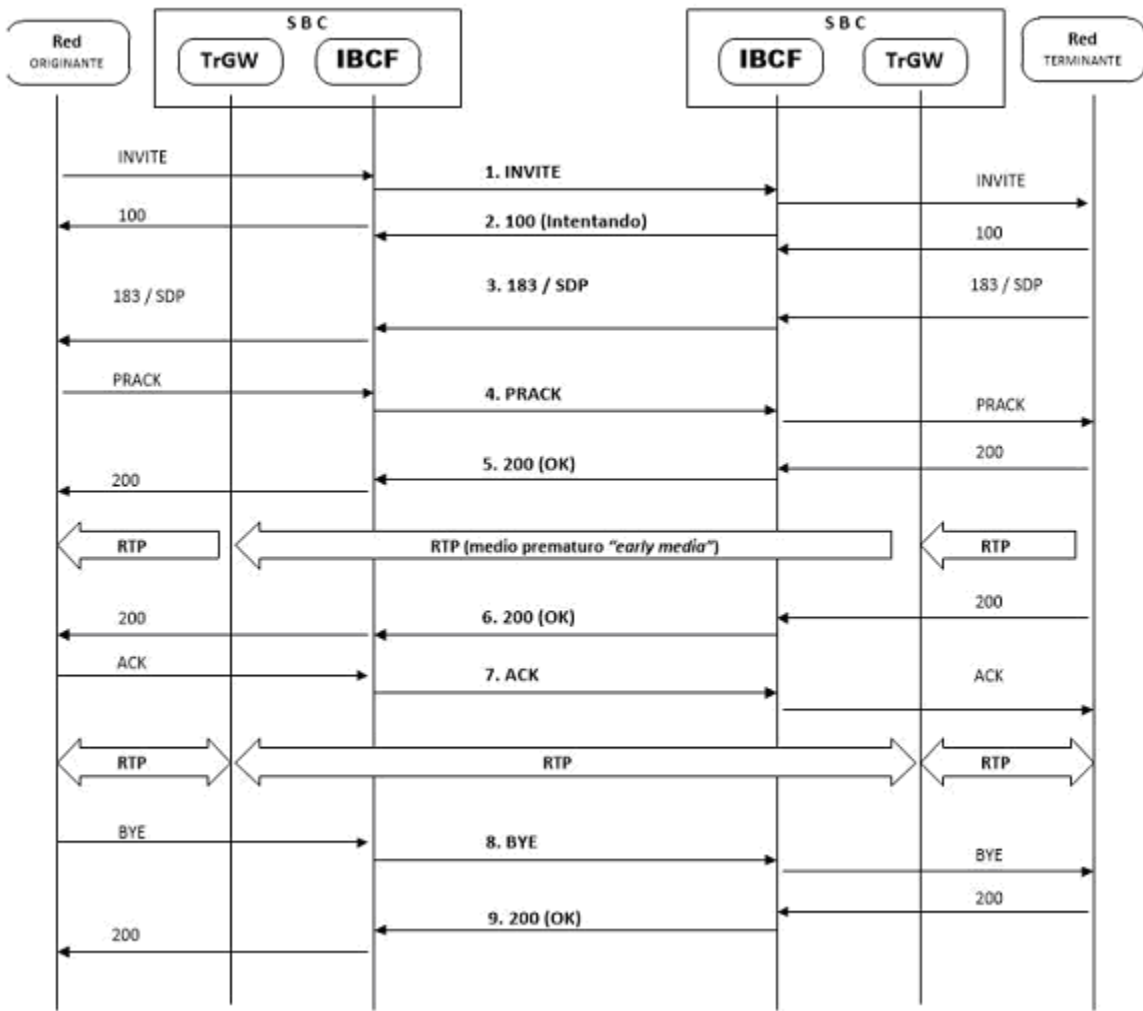 S B C
S B C
Red
ORIGINANTE
TrGW
IBCF
IBCF
TrGW
Red
TERMINANTE
INVITE
1. INVITE
INVITE
100
2. 100 (Intentando)
100
183 / SDP
3. 183 / SDP
183 / SDP
PRACK
4. PRACK
PRACK
200
5. 200 (OK)
200
RTP
RTP (medio prematuro “early media”)
RTP
200
6. 200 (OK)
200
ACK
7. ACK
ACK
RTP
RTP
RTP
BYE
8. BYE
BYE
200
9. 200 (OK)
200